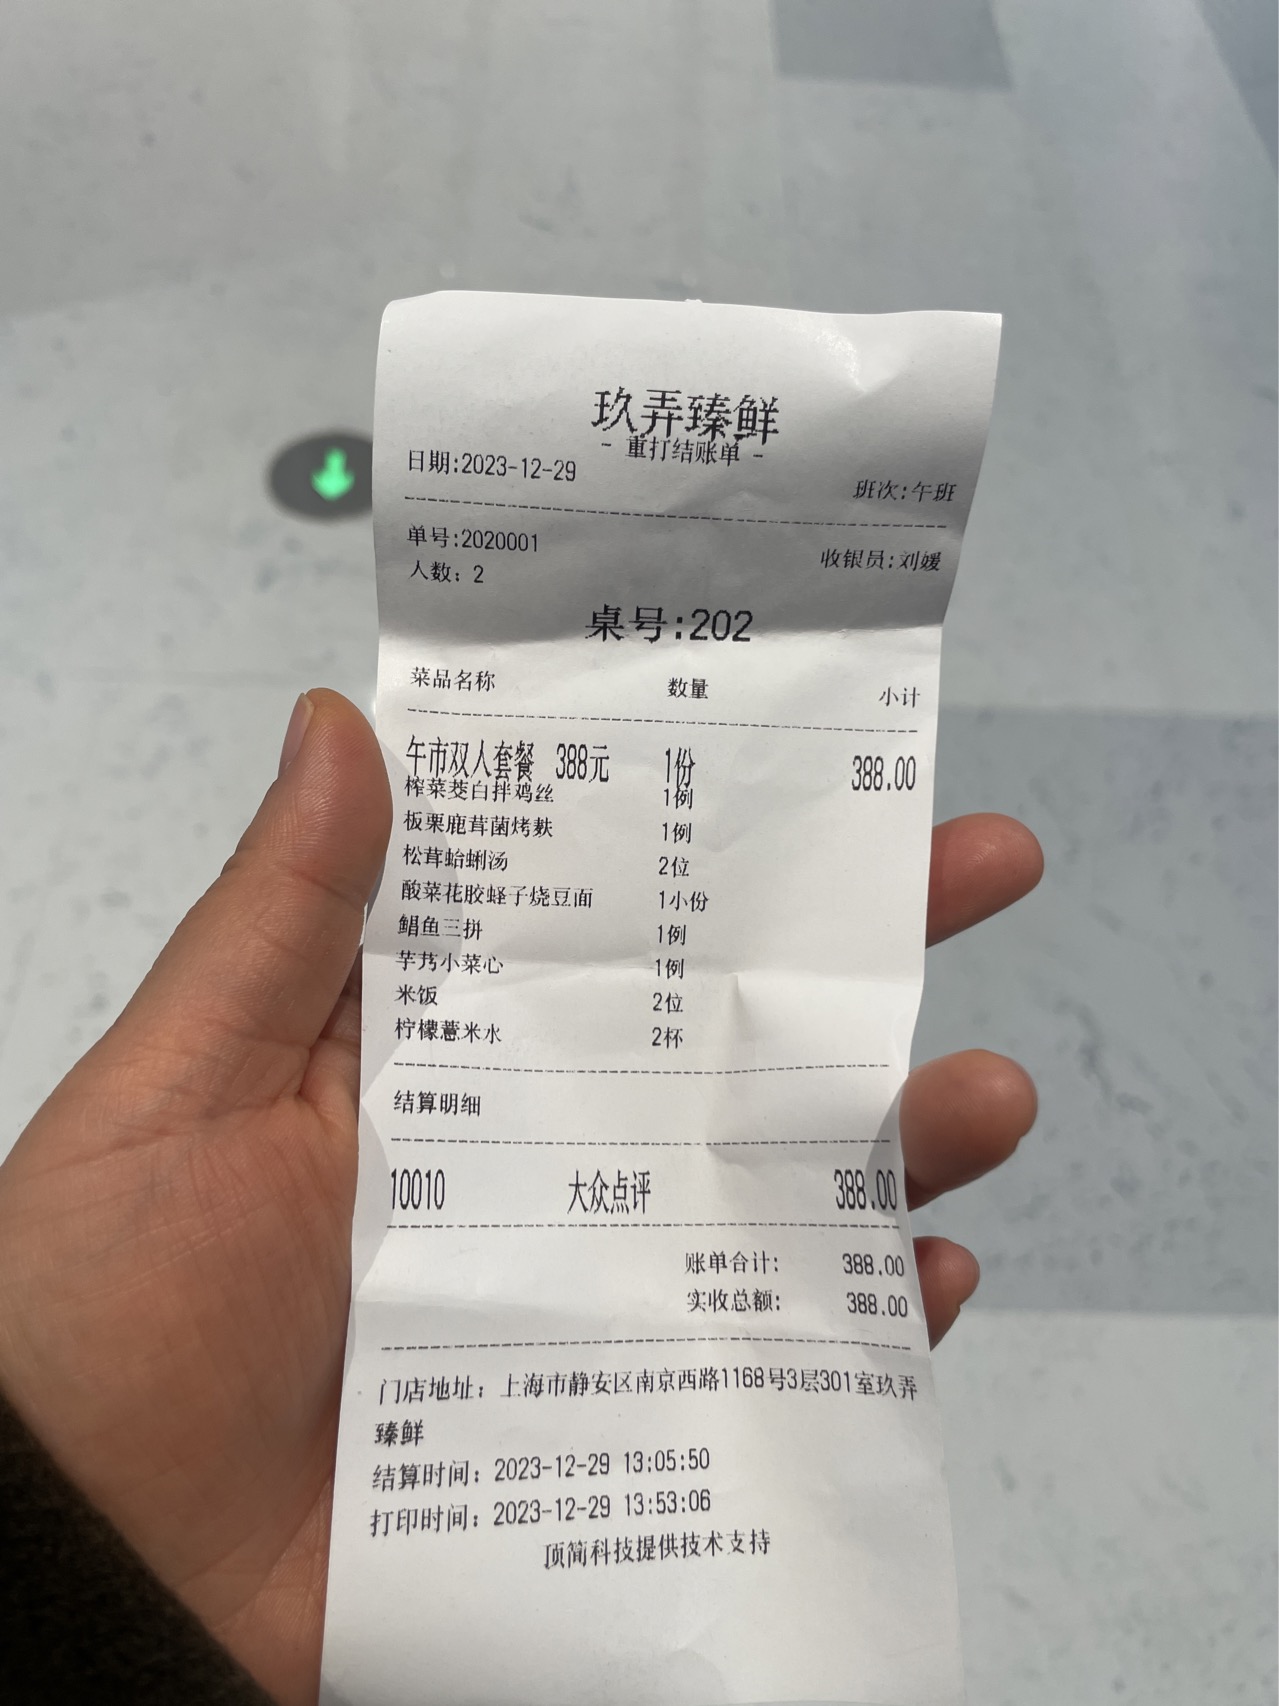 玖弄臻鲜
- 重打结账单 -
日期:2023-12-29 班次:午班
单号:2020001 收银员:刘媛
人数: 2
桌号:202
菜品名称 数量 小计
午市双人套餐 388元 1份 388.00
榨菜茭白拌鸡丝 1例
板栗鹿茸菌烤麸 1例
松茸蛤蜊汤 2位
酸菜花胶蛏子烧豆面 1小份
鲳鱼三拼 1例
芋艿小菜心 1例
米饭 2位
柠檬薏米水 2杯
结算明细
10010 大众点评 388.00
账单合计: 388.00
实收总额: 388.00
门店地址: 上海市静安区南京西路1168号3层301室玖弄
臻鲜
结算时间: 2023-12-29 13:05:50
打印时间: 2023-12-29 13:53:06
顶简科技提供技术支持